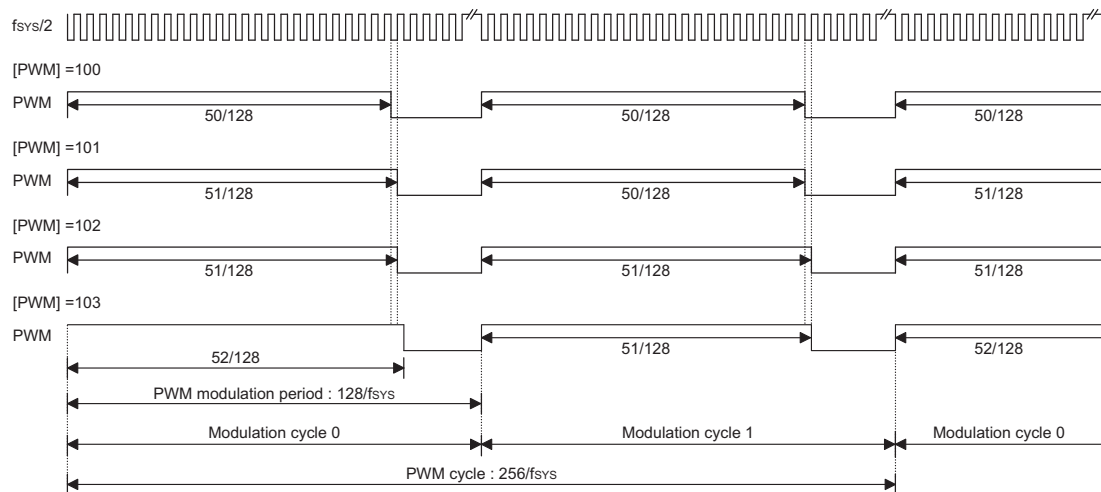 fSYS/2
[PWM] =100
PWM
50/128 50/128 50/128
[PWM] =101
PWM
51/128 50/128 51/128
[PWM] =102
PWM
51/128 51/128 51/128
[PWM] =103
PWM
52/128 51/128 52/128
PWM modulation period : 128/fSYS
Modulation cycle 0 Modulation cycle 1 Modulation cycle 0
PWM cycle : 256/fSYS